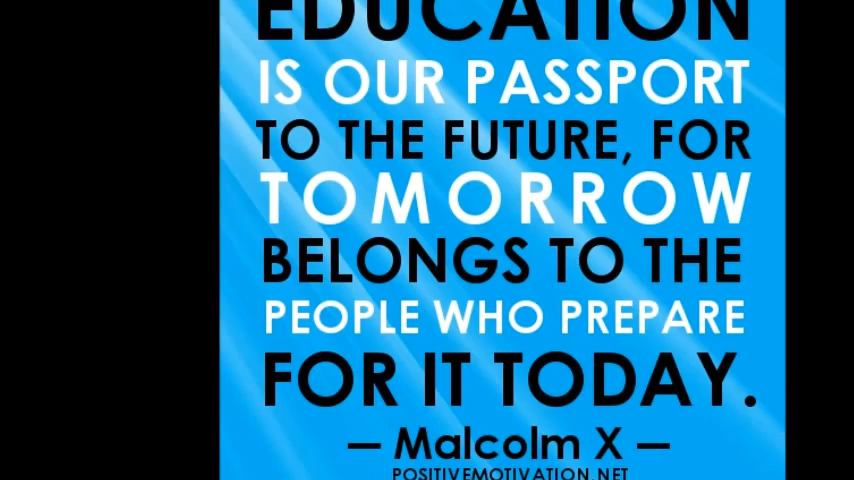 EDUCATION
IS OUR PASSPORT
TO THE FUTURE, FOR
TOMORROW
BELONGS TO THE
PEOPLE WHO PREPARE
FOR IT TODAY.
— Malcolm X —
POSITIVEMOTIVATION.NET